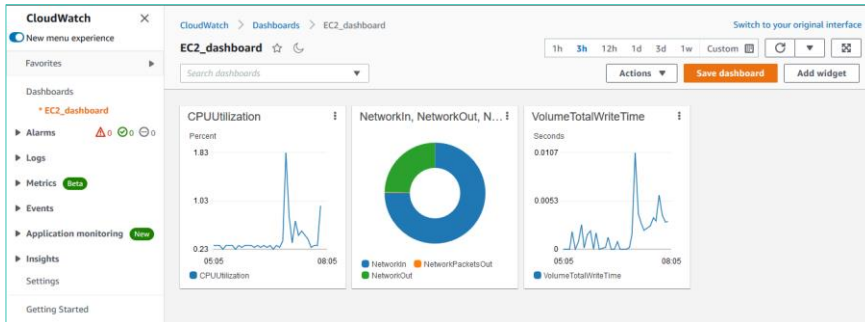 CloudWatch
New menu experience
Favorites
Dashboards
* EC2_dashboard
Alarms 0 0 0
Logs
Metrics Beta
Events
Application monitoring New
Insights
Settings
Getting Started
CloudWatch > Dashboards > EC2_dashboard
Switch to your original interface
EC2_dashboard
1h 3h 12h 1d 3d 1w Custom
Search dashboards
Actions Save dashboard Add widget
CPUUtilization
Percent
1.83
1.03
0.23
05:05 08:05
CPUUtilization
NetworkIn, NetworkOut, N...
NetworkIn NetworkPacketsOut
NetworkOut
VolumeTotalWriteTime
Seconds
0.0107
0.0053
0
05:05 08:05
VolumeTotalWriteTime